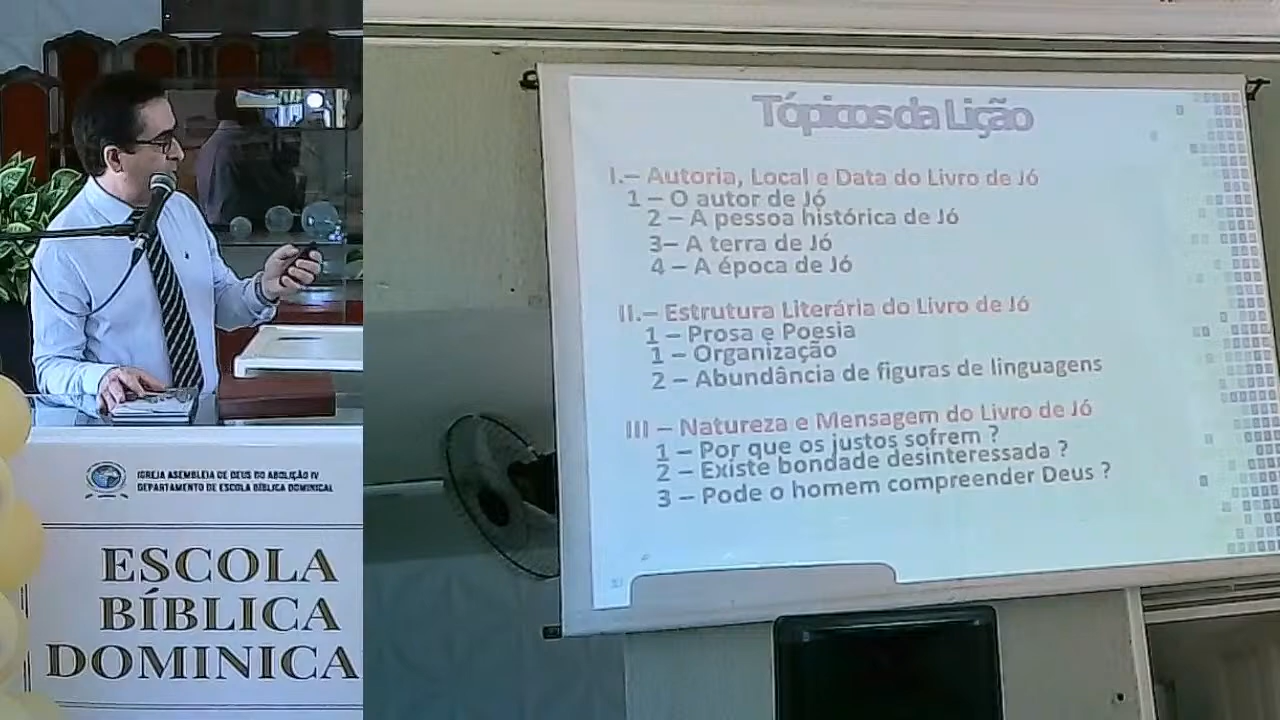 Tópicos da Lição
I.– Autoria, Local e Data do Livro de Jó
1 – O autor de Jó
2 – A pessoa histórica de Jó
3– A terra de Jó
4 – A época de Jó
II.– Estrutura Literária do Livro de Jó
1 – Prosa e Poesia
1 – Organização
2 – Abundância de figuras de linguagens
III – Natureza e Mensagem do Livro de Jó
1 – Por que os justos sofrem ?
2 – Existe bondade desinteressada ?
3 – Pode o homem compreender Deus ?
IGREJA ASSEMBLEIA DE DEUS DO ABOLIÇÃO IV
DEPARTAMENTO DE ESCOLA BÍBLICA DOMINICAL
ESCOLA
BÍBLICA
DOMINICA